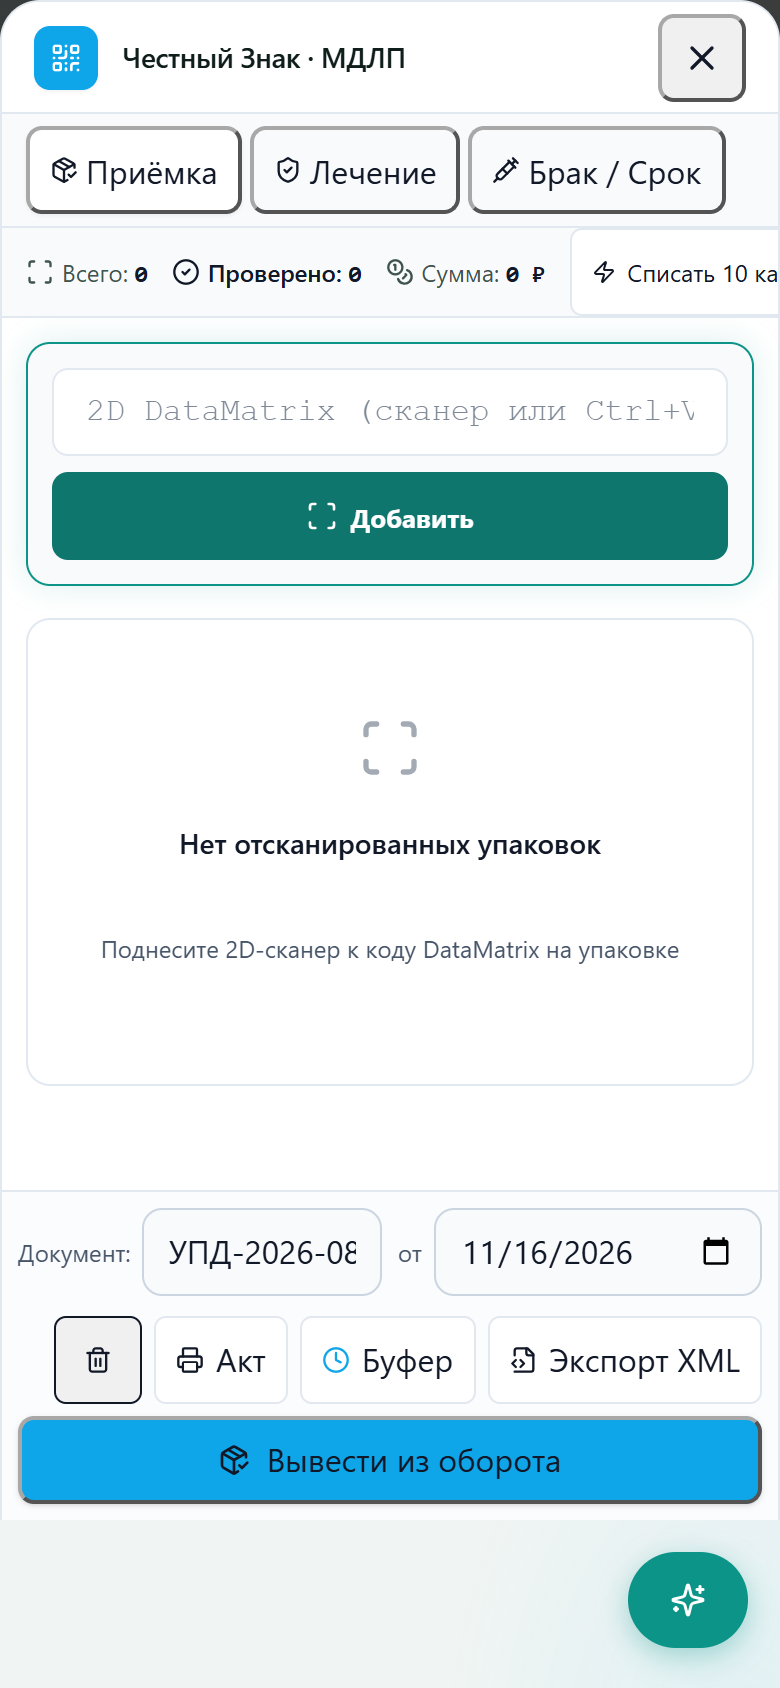 Честный Знак · МДЛП
Приёмка
Лечение
Брак / Срок
Всего: 0
Проверено: 0
Сумма: 0 ₽
Списать 10 ка
2D DataMatrix (сканер или Ctrl+V
Добавить
Нет отсканированных упаковок
Поднесите 2D-сканер к коду DataMatrix на упаковке
Документ: УПД-2026-08 от 11/16/2026
Акт
Буфер
Экспорт XML
Вывести из оборота